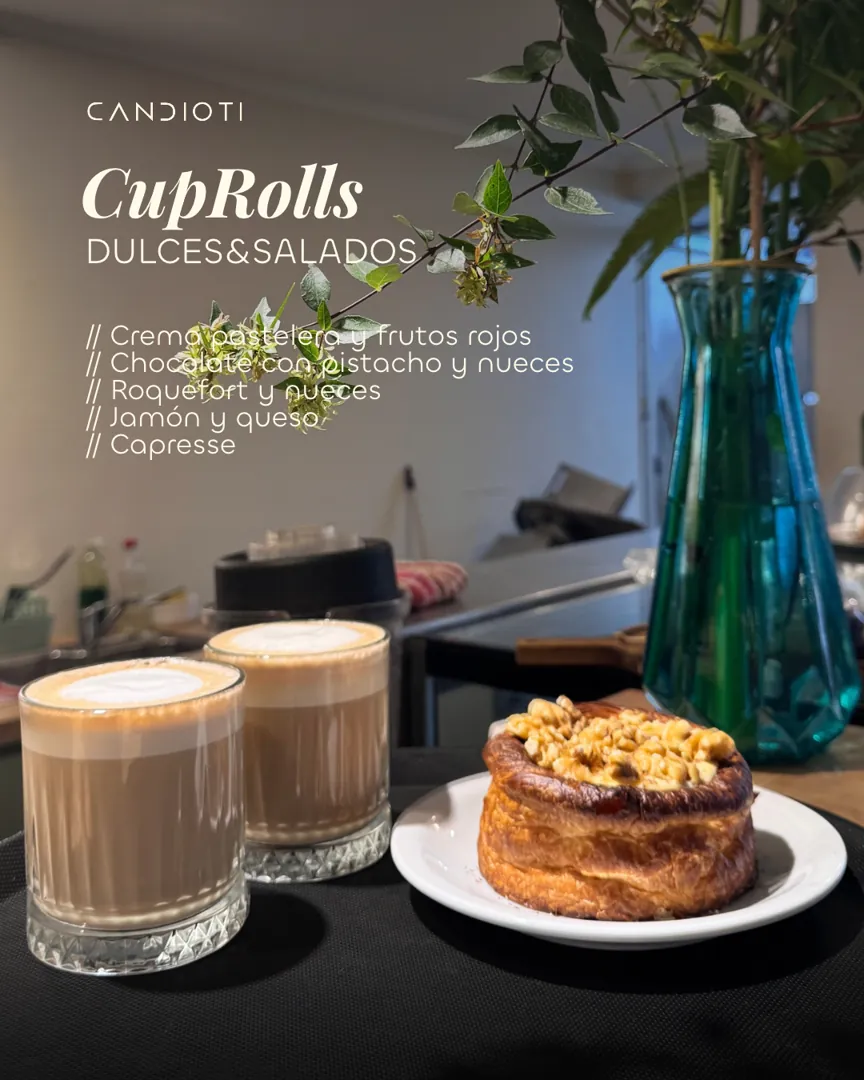 CANDIOTI
CupRolls
DULCES&SALADOS
// Crema pastelera y frutos rojos
// Chocolate con pistacho y nueces
// Roquefort y nueces
// Jamón y queso
// Capresse